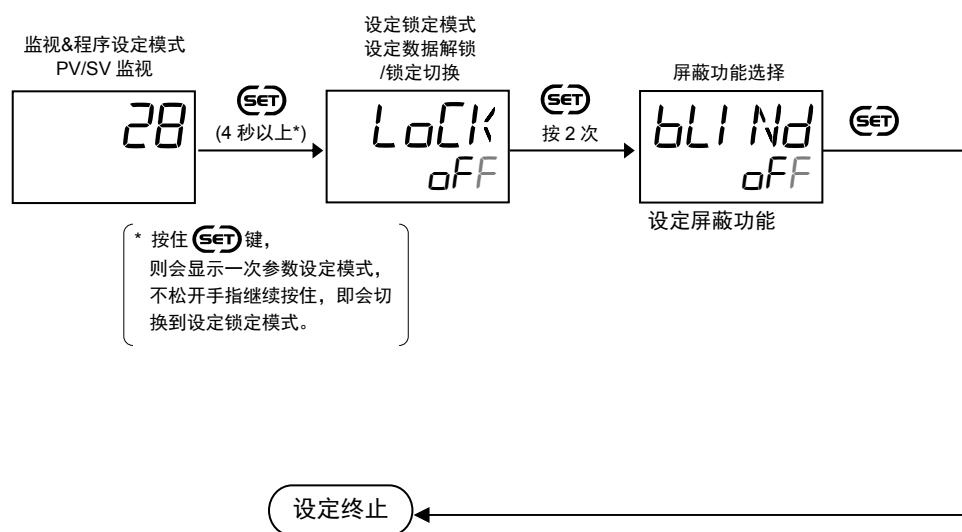 监视&程序设定模式
PV/SV 监视
28
SET
(4 秒以上*)
设定锁定模式
设定数据解锁
/锁定切换
LoCK
oFF
SET
按 2 次
屏蔽功能选择
bLINd
oFF
设定屏蔽功能
SET
* 按住 SET 键，
则会显示一次参数设定模式，
不松开手指继续按住，即会切
换到设定锁定模式。
设定终止